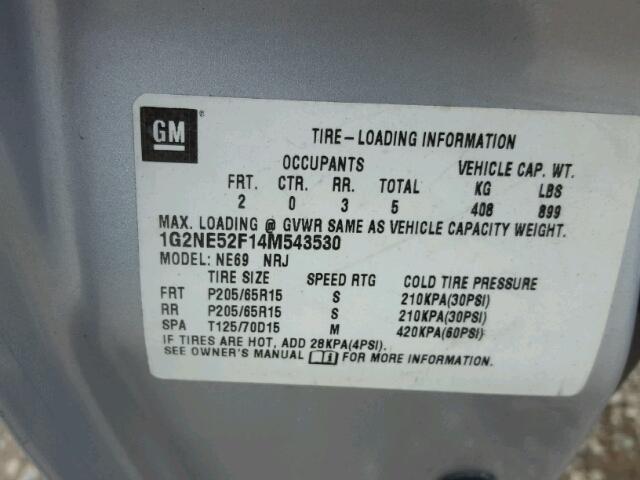 GM
TIRE-LOADING INFORMATION
OCCUPANTS VEHICLE CAP. WT.
FRT. CTR. RR. TOTAL KG LBS
2 0 3 5 408 899
MAX. LOADING @ GVWR SAME AS VEHICLE CAPACITY WEIGHT.
1G2NE52F14M543530
MODEL: NE69 NRJ
TIRE SIZE SPEED RTG COLD TIRE PRESSURE
FRT P205/65R15 S 210KPA(30PSI)
RR P205/65R15 S 210KPA(30PSI)
SPA T125/70D15 M 420KPA(60PSI)
IF TIRES ARE HOT, ADD 28KPA(4PSI).
SEE OWNER'S MANUAL i FOR MORE INFORMATION.